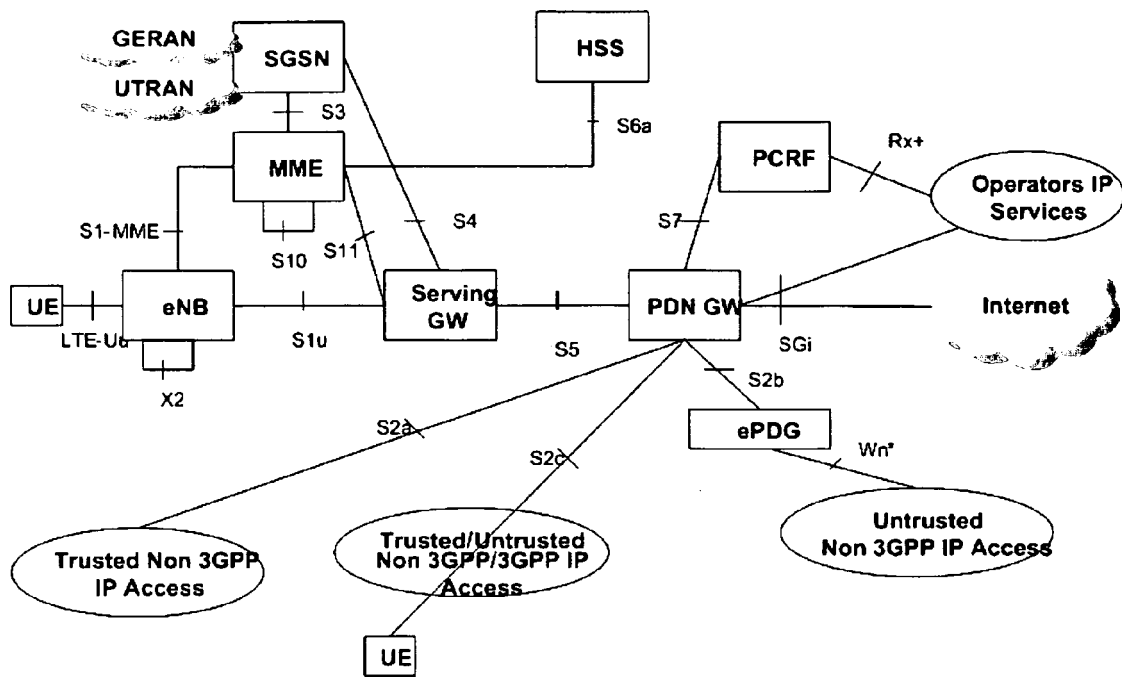 GERAN
SGSN
HSS
UTRAN
S3
S6a
MME
PCRF
Rx+
Operators IP
Services
S1-MME
S10
S11
S4
S7
UE
eNB
Serving
GW
PDN GW
Internet
LTE-Uu
S1u
S5
SGi
X2
S2b
S2a
ePDG
S2c
Wn*
Trusted Non 3GPP
IP Access
Trusted/Untrusted
Non 3GPP/3GPP IP
Access
Untrusted
Non 3GPP IP Access
UE